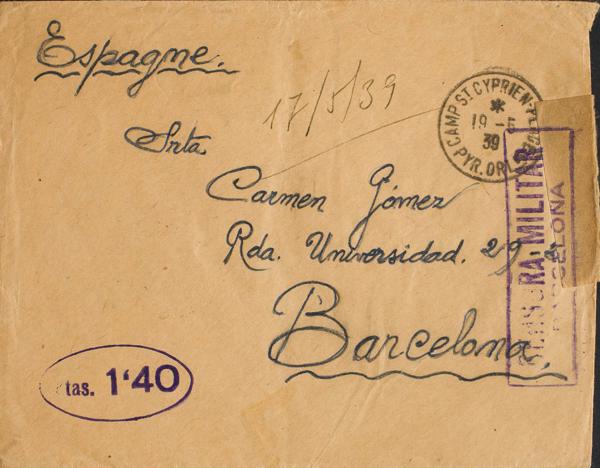 Espagne.
17/5/39
CAMP ST CYPRIEN
*
19 -5
39
PYR. ORLES
Srta
Carmen Gómez
Rda. Universidad. 29
Barcelona.
CENSURA MILITAR
BARCELONA
tas. 1'40